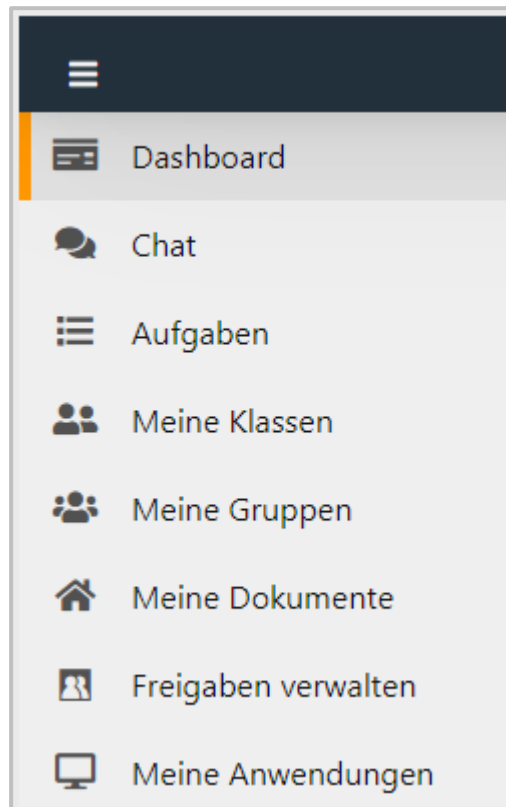 Dashboard
Chat
Aufgaben
Meine Klassen
Meine Gruppen
Meine Dokumente
Freigaben verwalten
Meine Anwendungen